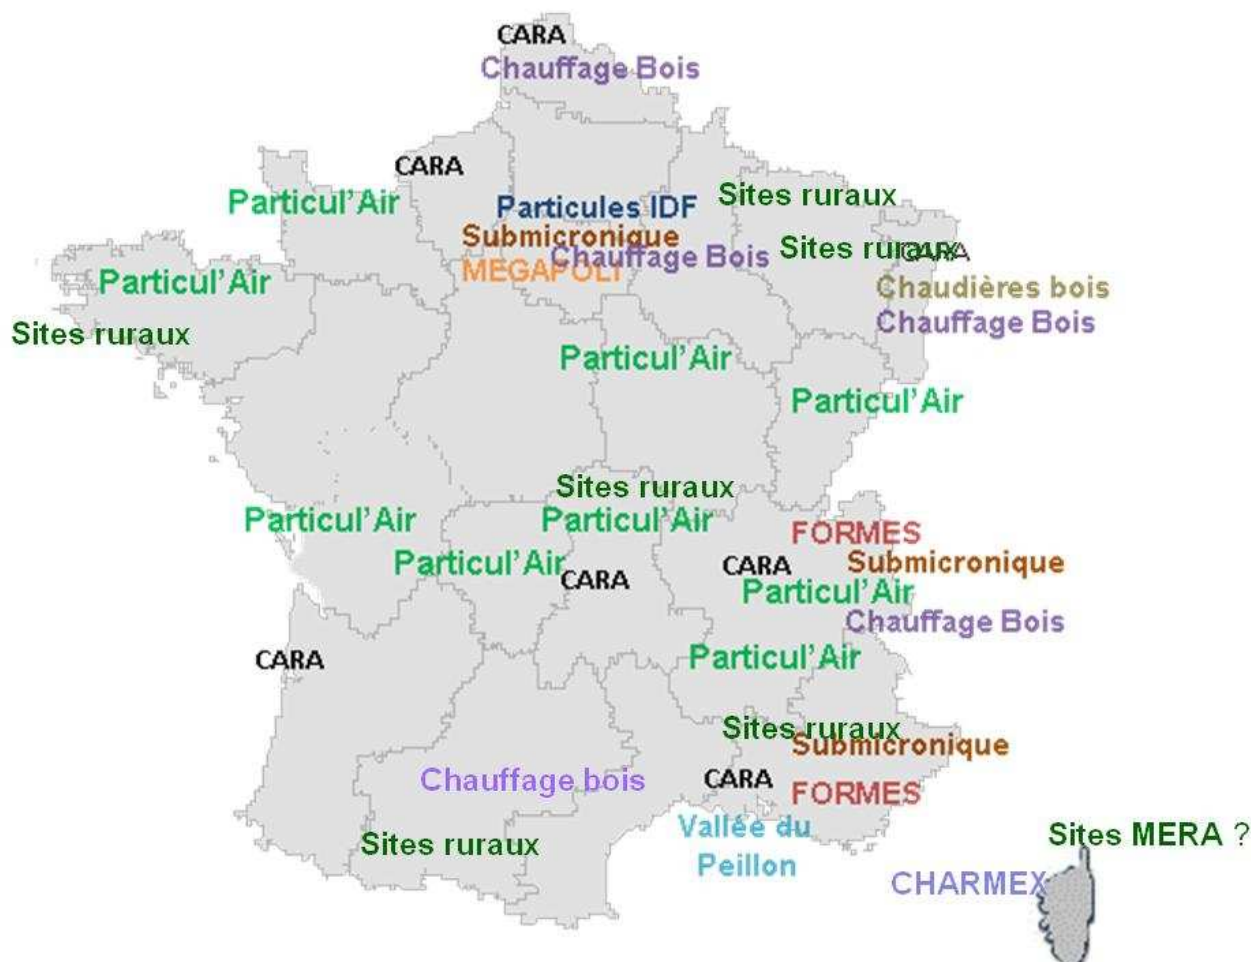 CARA
Chauffage Bois
CARA
Particul'Air
Particules IDF
Sites ruraux
Submicronique
Chauffage Bois
MEGAPOLI
Sites ruraux
CARA
Particul'Air
Chaudières bois
Chauffage Bois
Sites ruraux
Particul'Air
Particul'Air
Sites ruraux
Particul'Air
Particul'Air
FORMES
Particul'Air
CARA
CARA
Submicronique
Particul'Air
Chauffage Bois
CARA
Particul'Air
Sites ruraux
Submicronique
Chauffage bois
CARA
FORMES
Vallée du
Peillon
Sites ruraux
Sites MERA ?
CHARMEX